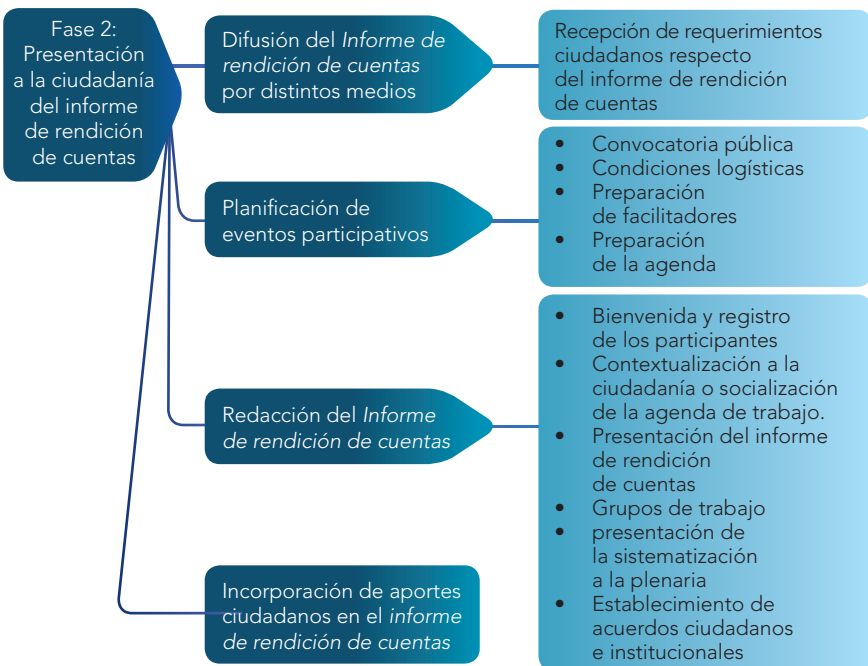 Fase 2:
Presentación
a la ciudadanía
del informe
de rendición
de cuentas
Difusión del Informe de
rendición de cuentas
por distintos medios
Recepción de requerimientos
ciudadanos respecto
del informe de rendición
de cuentas
Planificación de
eventos participativos
• Convocatoria pública
• Condiciones logísticas
• Preparación
de facilitadores
• Preparación
de la agenda
Redacción del Informe
de rendición de cuentas
• Bienvenida y registro
de los participantes
• Contextualización a la
ciudadanía o socialización
de la agenda de trabajo.
• Presentación del informe
de rendición
de cuentas
• Grupos de trabajo
• presentación de
la sistematización
a la plenaria
• Establecimiento de
acuerdos ciudadanos
e institucionales
Incorporación de aportes
ciudadanos en el informe
de rendición de cuentas